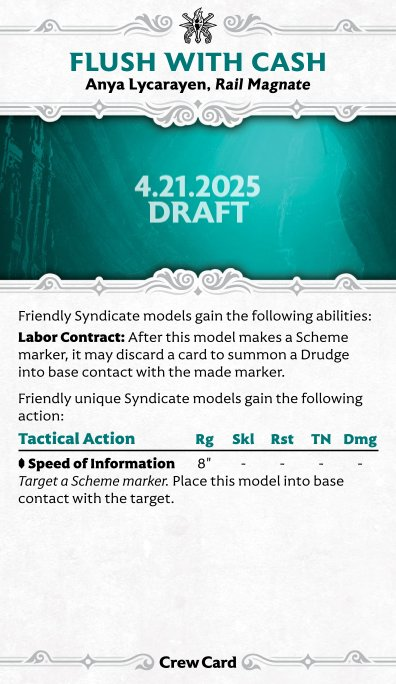 FLUSH WITH CASH
Anya Lycarayen, Rail Magnate
4.21.2025
DRAFT
Friendly Syndicate models gain the following abilities:
Labor Contract: After this model makes a Scheme
marker, it may discard a card to summon a Drudge
into base contact with the made marker.
Friendly unique Syndicate models gain the following
action:
Tactical Action Rg Skl Rst TN Dmg
Speed of Information 8" - - - -
Target a Scheme marker. Place this model into base
contact with the target.
Crew Card